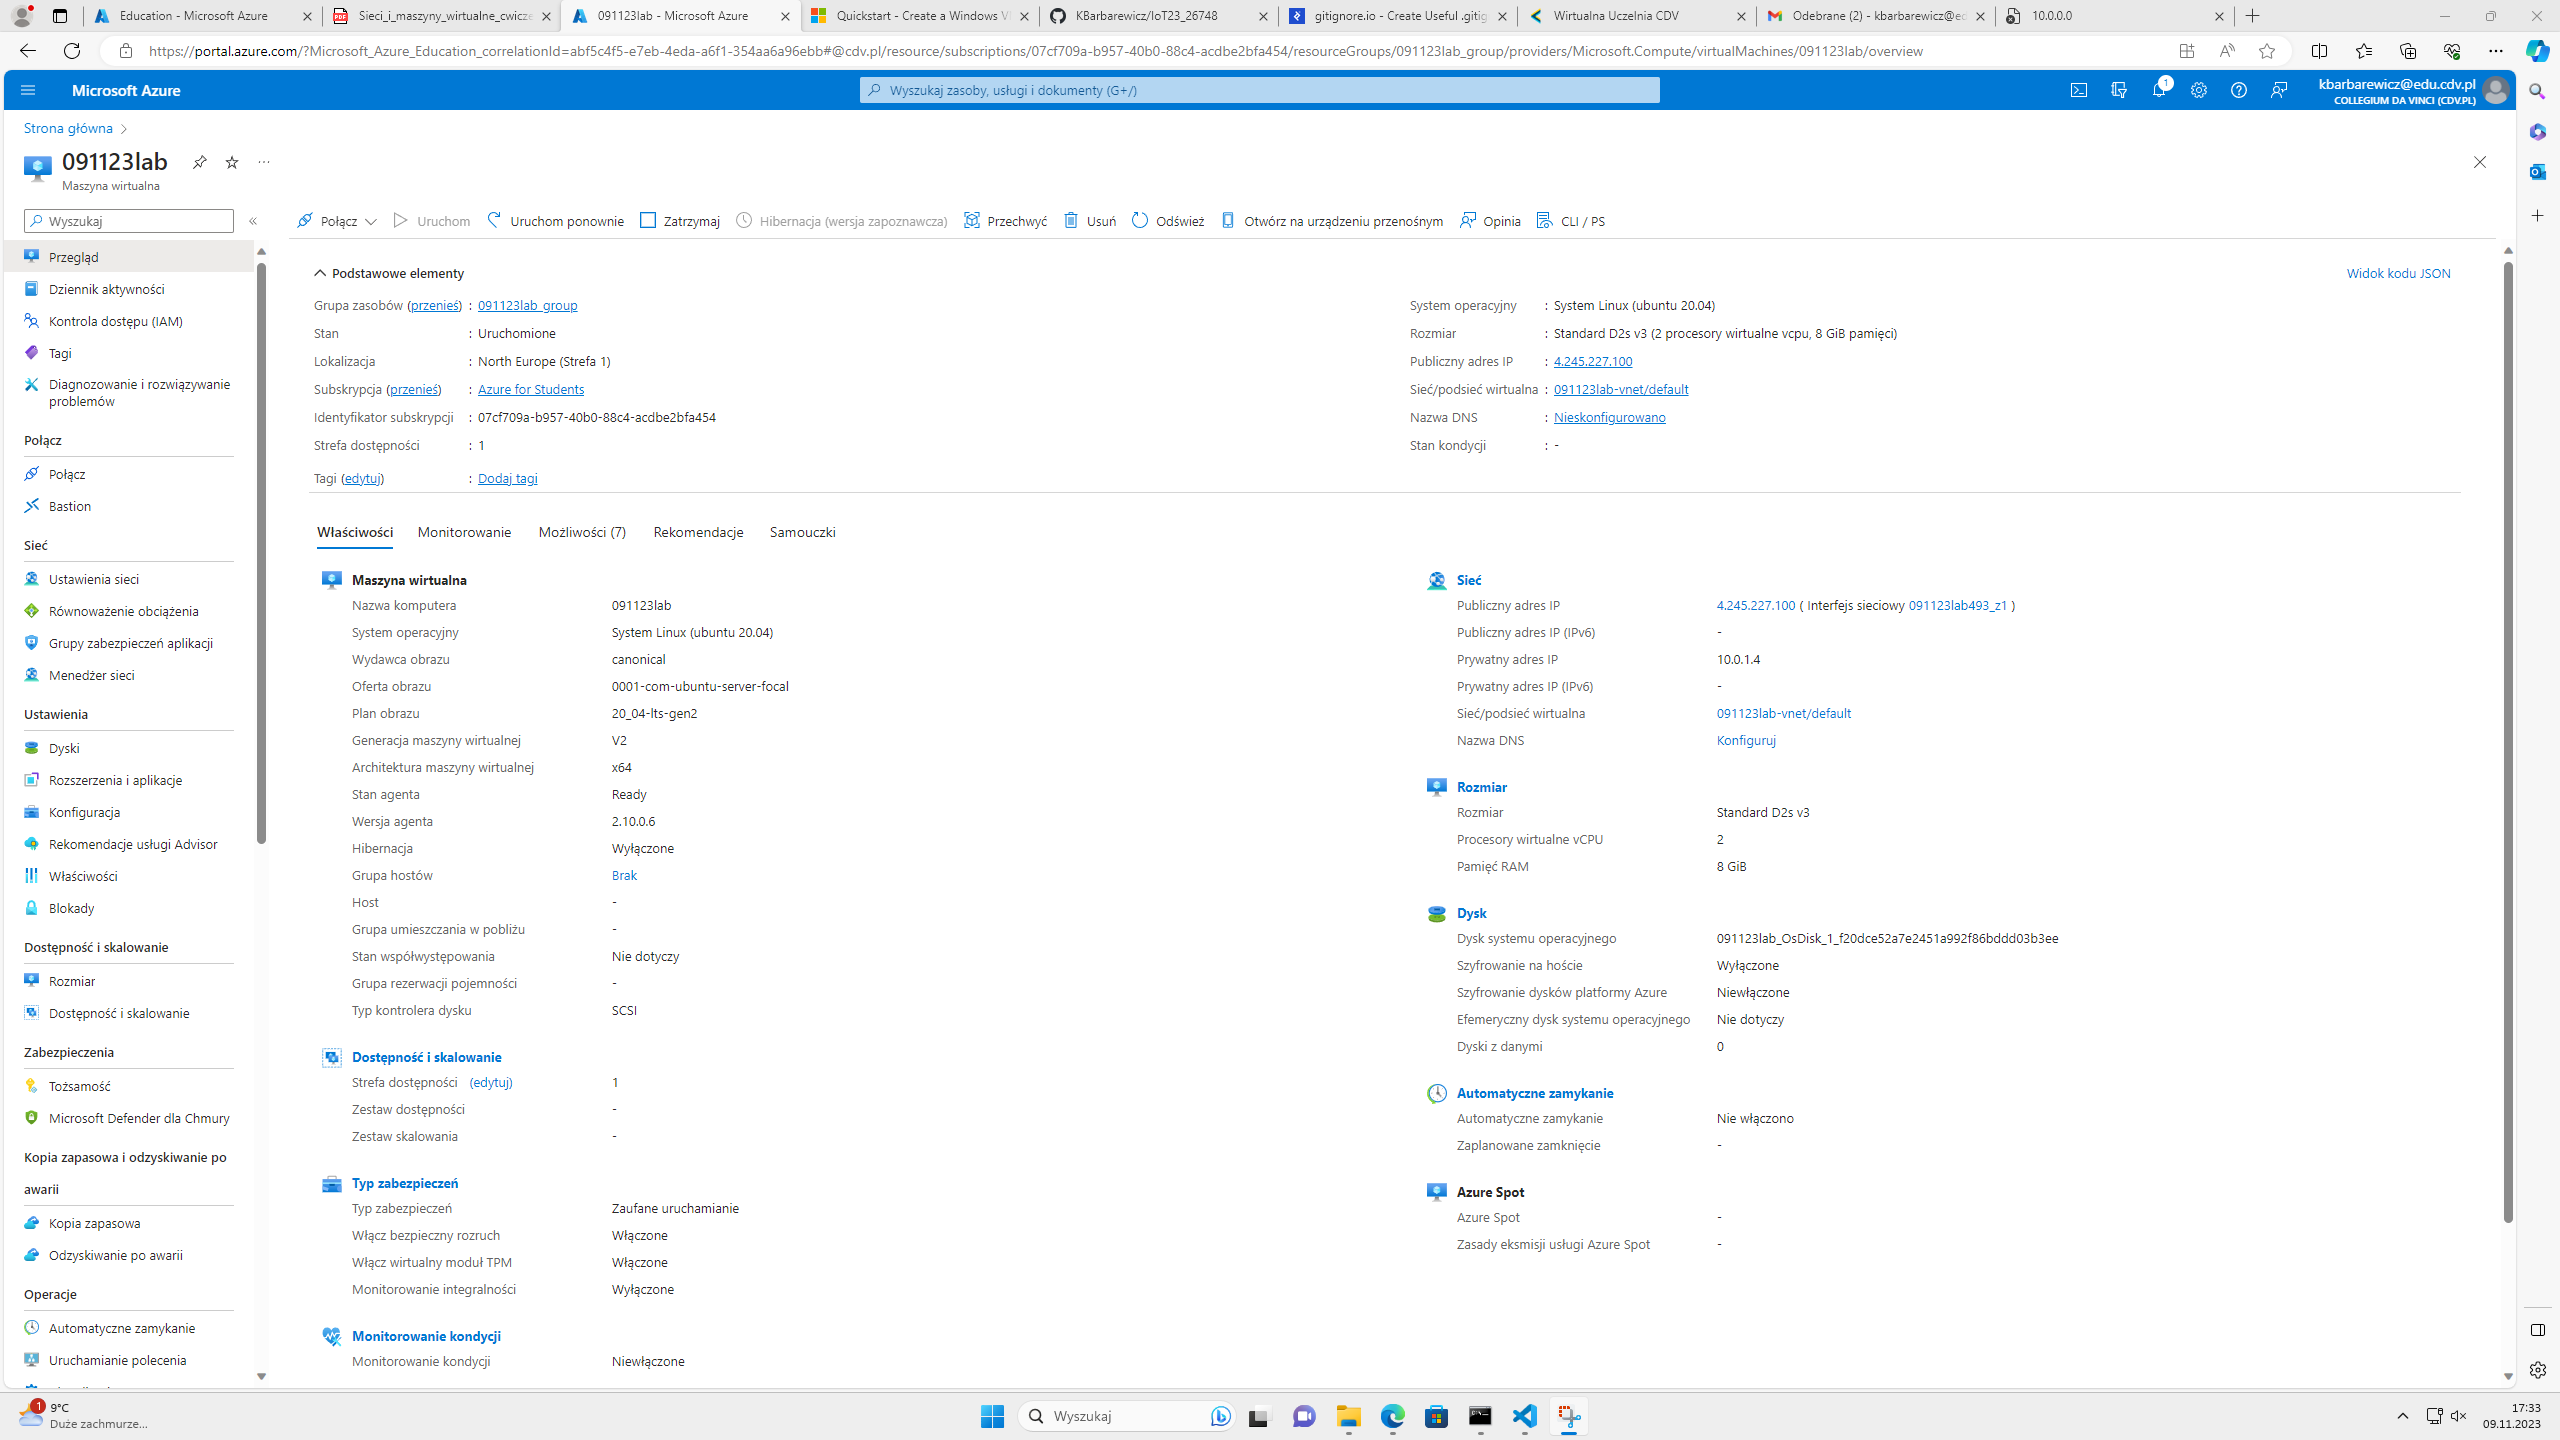 Education - Microsoft Azure
Sieci_i_maszyny_wirtualne_cwicze
091123lab - Microsoft Azure
Quickstart - Create a Windows V
KBarbarewicz/IoT23_26748
gitignore.io - Create Useful .gitig
Wirtualna Uczelnia CDV
Odebrane (2) - kbarbarewicz@ed
10.0.0.0
https://portal.azure.com/?Microsoft_Azure_Education_correlationId=abf5c4f5-e7eb-4eda-a6f1-354aa6a96ebb#@cdv.pl/resource/subscriptions/07cf709a-b957-40b0-88c4-acdbe2bfa454/resourceGroups/091123lab_group/providers/Microsoft.Compute/virtualMachines/091123lab/overview
Microsoft Azure
Wyszukaj zasoby, usługi i dokumenty (G+/)
1
kbarbarewicz@edu.cdv.pl
COLLEGIUM DA VINCI (CDV.PL)
Strona główna
091123lab
Maszyna wirtualna
Wyszukaj
Połącz
Uruchom
Uruchom ponownie
Zatrzymaj
Hibernacja (wersja zapoznawcza)
Przechwyć
Usuń
Odśwież
Otwórz na urządzeniu przenośnym
Opinia
CLI / PS
Przegląd
Dziennik aktywności
Kontrola dostępu (IAM)
Tagi
Diagnozowanie i rozwiązywanie
problemów
Połącz
Połącz
Bastion
Sieć
Ustawienia sieci
Równoważenie obciążenia
Grupy zabezpieczeń aplikacji
Menedżer sieci
Ustawienia
Dyski
Rozszerzenia i aplikacje
Konfiguracja
Rekomendacje usługi Advisor
Właściwości
Blokady
Dostępność i skalowanie
Rozmiar
Dostępność i skalowanie
Zabezpieczenia
Tożsamość
Microsoft Defender dla Chmury
Kopia zapasowa i odzyskiwanie po
awarii
Kopia zapasowa
Odzyskiwanie po awarii
Operacje
Automatyczne zamykanie
Uruchamianie polecenia
Podstawowe elementy
Widok kodu JSON
Grupa zasobów (przenieś) : 091123lab_group
Stan : Uruchomione
Lokalizacja : North Europe (Strefa 1)
Subskrypcja (przenieś) : Azure for Students
Identyfikator subskrypcji : 07cf709a-b957-40b0-88c4-acdbe2bfa454
Strefa dostępności : 1
Tagi (edytuj) : Dodaj tagi
System operacyjny : System Linux (ubuntu 20.04)
Rozmiar : Standard D2s v3 (2 procesory wirtualne vcpu, 8 GiB pamięci)
Publiczny adres IP : 4.245.227.100
Sieć/podsieć wirtualna : 091123lab-vnet/default
Nazwa DNS : Nieskonfigurowano
Stan kondycji : -
Właściwości
Monitorowanie
Możliwości (7)
Rekomendacje
Samouczki
Maszyna wirtualna
Nazwa komputera 091123lab
System operacyjny System Linux (ubuntu 20.04)
Wydawca obrazu canonical
Oferta obrazu 0001-com-ubuntu-server-focal
Plan obrazu 20_04-lts-gen2
Generacja maszyny wirtualnej V2
Architektura maszyny wirtualnej x64
Stan agenta Ready
Wersja agenta 2.10.0.6
Hibernacja Wyłączone
Grupa hostów Brak
Host -
Grupa umieszczania w pobliżu -
Stan współwystępowania Nie dotyczy
Grupa rezerwacji pojemności -
Typ kontrolera dysku SCSI
Dostępność i skalowanie
Strefa dostępności (edytuj) 1
Zestaw dostępności -
Zestaw skalowania -
Typ zabezpieczeń
Typ zabezpieczeń Zaufane uruchamianie
Włącz bezpieczny rozruch Włączone
Włącz wirtualny moduł TPM Włączone
Monitorowanie integralności Wyłączone
Monitorowanie kondycji
Monitorowanie kondycji Niewłączone
Sieć
Publiczny adres IP 4.245.227.100 ( Interfejs sieciowy 091123lab493_z1 )
Publiczny adres IP (IPv6) -
Prywatny adres IP 10.0.1.4
Prywatny adres IP (IPv6) -
Sieć/podsieć wirtualna 091123lab-vnet/default
Nazwa DNS Konfiguruj
Rozmiar
Rozmiar Standard D2s v3
Procesory wirtualne vCPU 2
Pamięć RAM 8 GiB
Dysk
Dysk systemu operacyjnego 091123lab_OsDisk_1_f20dce52a7e2451a992f86bddd03b3ee
Szyfrowanie na hoście Wyłączone
Szyfrowanie dysków platformy Azure Niewłączone
Efemeryczny dysk systemu operacyjnego Nie dotyczy
Dyski z danymi 0
Automatyczne zamykanie
Automatyczne zamykanie Nie włączono
Zaplanowane zamknięcie -
Azure Spot
Azure Spot -
Zasady eksmisji usługi Azure Spot -
1
9°C
Duże zachmurze...
Wyszukaj
17:33
09.11.2023